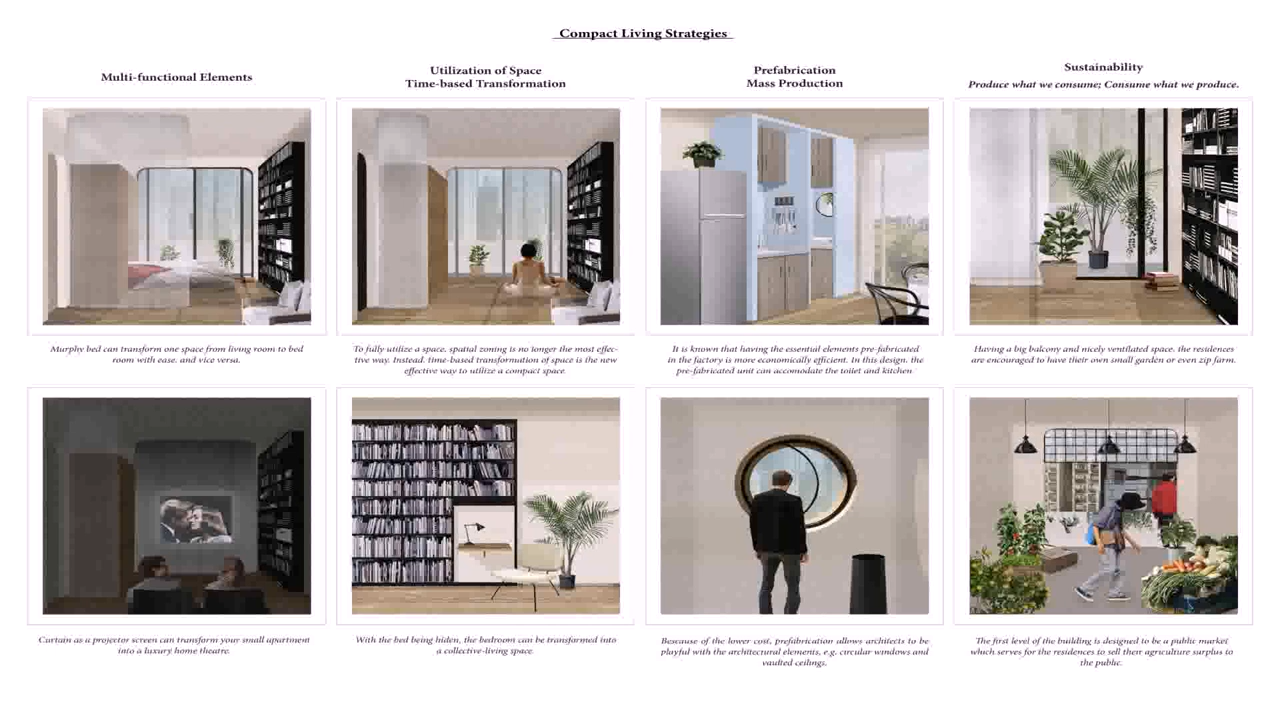 Compact Living Strategies
Multi-functional Elements
Utilization of Space
Time-based Transformation
Prefabrication
Mass Production
Sustainability
Produce what we consume; Consume what we produce.
Murphy bed can transform one space from living room to bed
room with ease, and vice versa.
To fully utilize a space, spatial zoning is no longer the most effec-
tive way. Instead, time-based transformation of space is the new
effective way to utilize a compact space.
It is known that having the essential elements pre-fabricated
in the factory is more economically efficient. In this design, the
pre-fabricated unit can accomodate the toilet and kitchen.
Having a big balcony and nicely ventilated space, the residences
are encouraged to have their own small garden or even zip farm.
Curtain as a projector screen can transform your small apartment
into a luxury home theatre.
With the bed being hiden, the bedroom can be transformed into
a collective-living space.
Bescause of the lower cost, prefabrication allows architects to be
playful with the architectural elements, e.g. circular windows and
vaulted ceilings.
The first level of the building is designed to be a public market
which serves for the residences to sell their agriculture surplus to
the public.